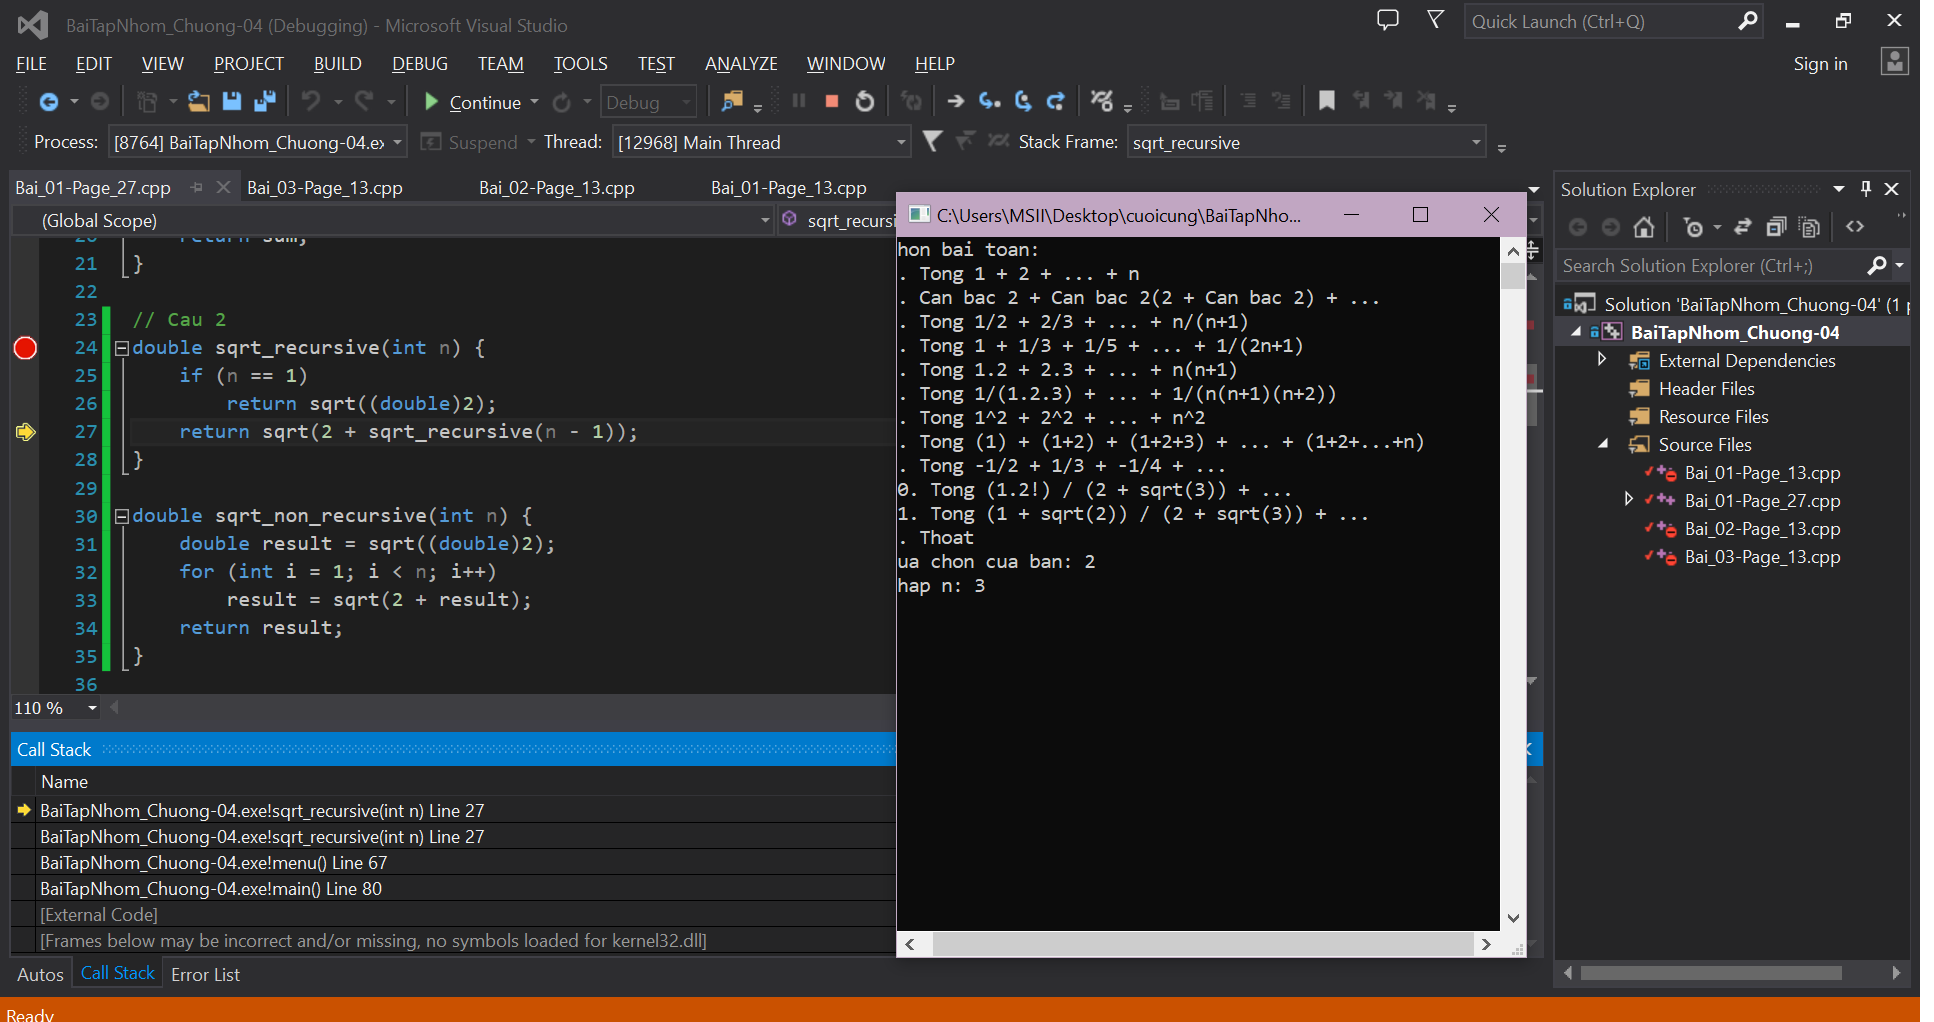 BaiTapNhom_Chuong-04 (Debugging) - Microsoft Visual Studio
Quick Launch (Ctrl+Q)
FILE EDIT VIEW PROJECT BUILD DEBUG TEAM TOOLS TEST ANALYZE WINDOW HELP
Sign in
Continue
Debug
Process: [8764] BaiTapNhom_Chuong-04.ex
Suspend
Thread: [12968] Main Thread
Stack Frame: sqrt_recursive
Bai_01-Page_27.cpp Bai_03-Page_13.cpp Bai_02-Page_13.cpp Bai_01-Page_13.cpp
(Global Scope)
sqrt_recursi
20 return sum;
21 }
22
23 // Cau 2
24 double sqrt_recursive(int n) {
25 if (n == 1)
26 return sqrt((double)2);
27 return sqrt(2 + sqrt_recursive(n - 1));
28 }
29
30 double sqrt_non_recursive(int n) {
31 double result = sqrt((double)2);
32 for (int i = 1; i < n; i++)
33 result = sqrt(2 + result);
34 return result;
35 }
36
110 %
Call Stack
Name
BaiTapNhom_Chuong-04.exe!sqrt_recursive(int n) Line 27
BaiTapNhom_Chuong-04.exe!sqrt_recursive(int n) Line 27
BaiTapNhom_Chuong-04.exe!menu() Line 67
BaiTapNhom_Chuong-04.exe!main() Line 80
[External Code]
[Frames below may be incorrect and/or missing, no symbols loaded for kernel32.dll]
Autos Call Stack Error List
Ready
C:\Users\MSII\Desktop\cuoicung\BaiTapNho...
hon bai toan:
. Tong 1 + 2 + ... + n
. Can bac 2 + Can bac 2(2 + Can bac 2) + ...
. Tong 1/2 + 2/3 + ... + n/(n+1)
. Tong 1 + 1/3 + 1/5 + ... + 1/(2n+1)
. Tong 1.2 + 2.3 + ... + n(n+1)
. Tong 1/(1.2.3) + ... + 1/(n(n+1)(n+2))
. Tong 1^2 + 2^2 + ... + n^2
. Tong (1) + (1+2) + (1+2+3) + ... + (1+2+...+n)
. Tong -1/2 + 1/3 + -1/4 + ...
0. Tong (1.2!) / (2 + sqrt(3)) + ...
1. Tong (1 + sqrt(2)) / (2 + sqrt(3)) + ...
. Thoat
ua chon cua ban: 2
hap n: 3
Solution Explorer
Search Solution Explorer (Ctrl+;)
Solution 'BaiTapNhom_Chuong-04' (1 p
BaiTapNhom_Chuong-04
External Dependencies
Header Files
Resource Files
Source Files
Bai_01-Page_13.cpp
Bai_01-Page_27.cpp
Bai_02-Page_13.cpp
Bai_03-Page_13.cpp